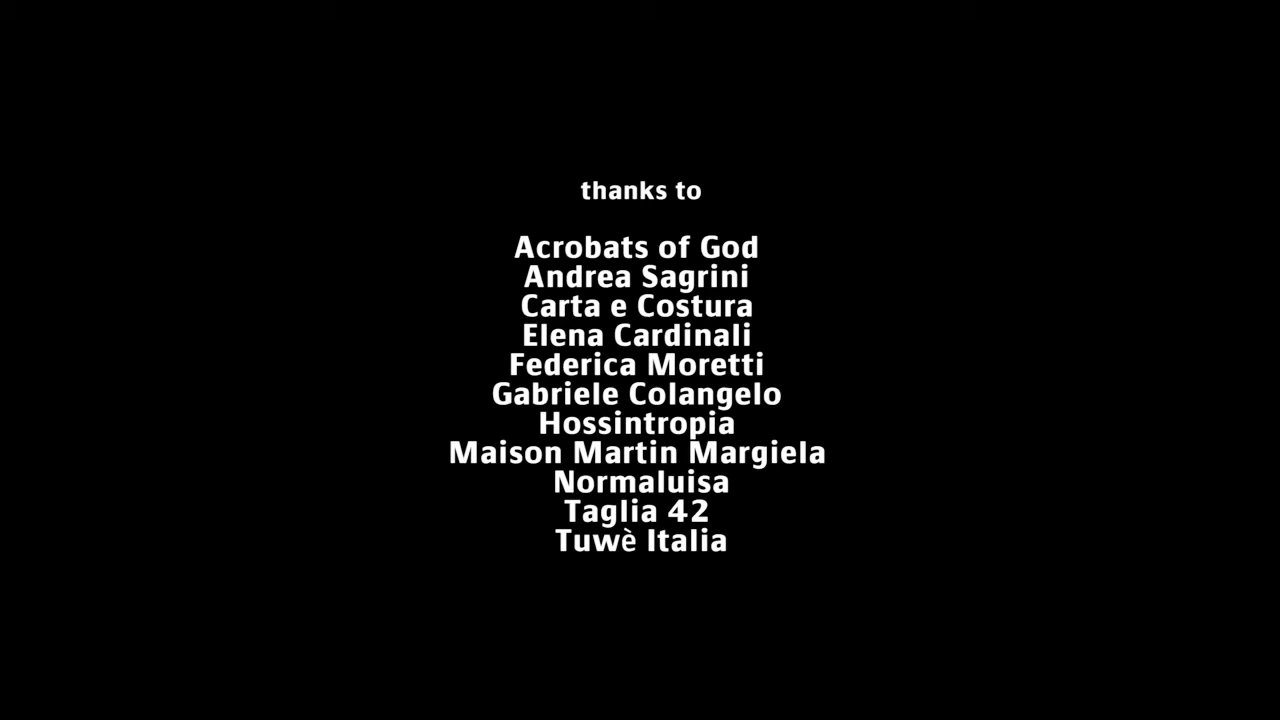 thanks to
Acrobats of God
Andrea Sagrini
Carta e Costura
Elena Cardinali
Federica Moretti
Gabriele Colangelo
Hossintropia
Maison Martin Margiela
Normaluisa
Taglia 42
Tuwè Italia